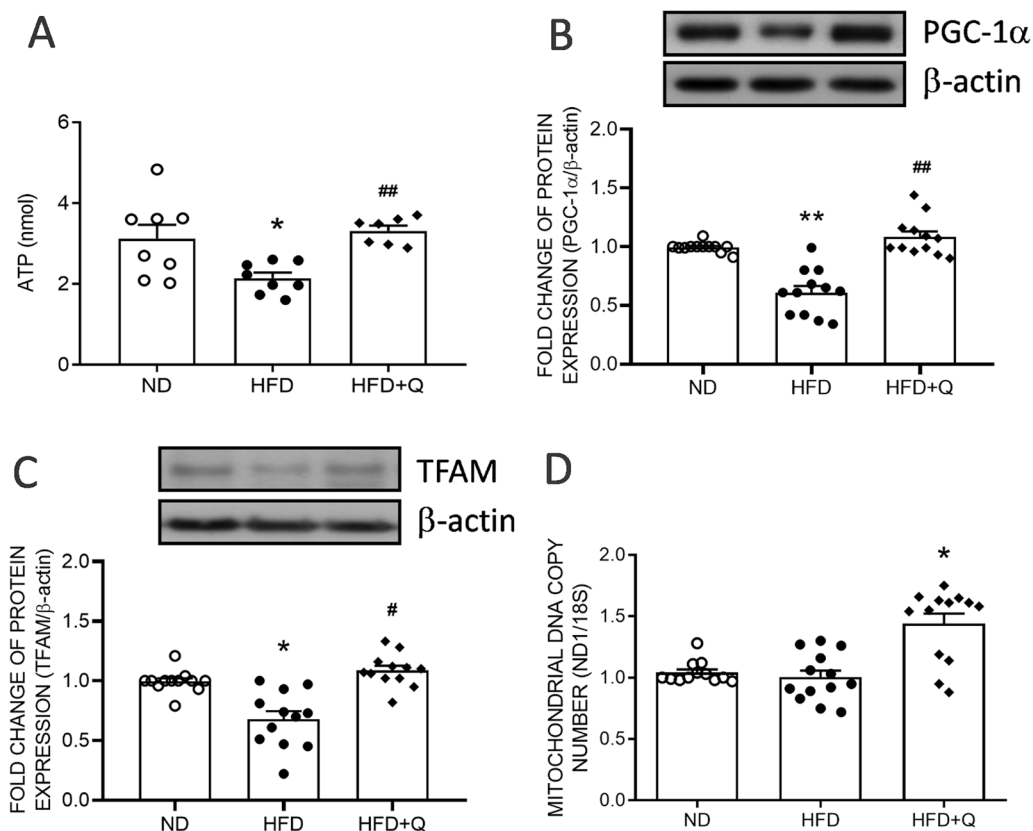 A
ATP (nmol)
6
4
2
0
*
##
ND HFD HFD+Q
B
PGC-1α
β-actin
FOLD CHANGE OF PROTEIN
EXPRESSION (PGC-1α/β-actin)
2.0
1.5
1.0
0.5
0.0
**
##
ND HFD HFD+Q
C
TFAM
β-actin
FOLD CHANGE OF PROTEIN
EXPRESSION (TFAM/β-actin)
2.0
1.5
1.0
0.5
0.0
*
#
ND HFD HFD+Q
D
MITOCHONDRIAL DNA COPY
NUMBER (ND1/18S)
2.0
1.5
1.0
0.5
0.0
*
ND HFD HFD+Q